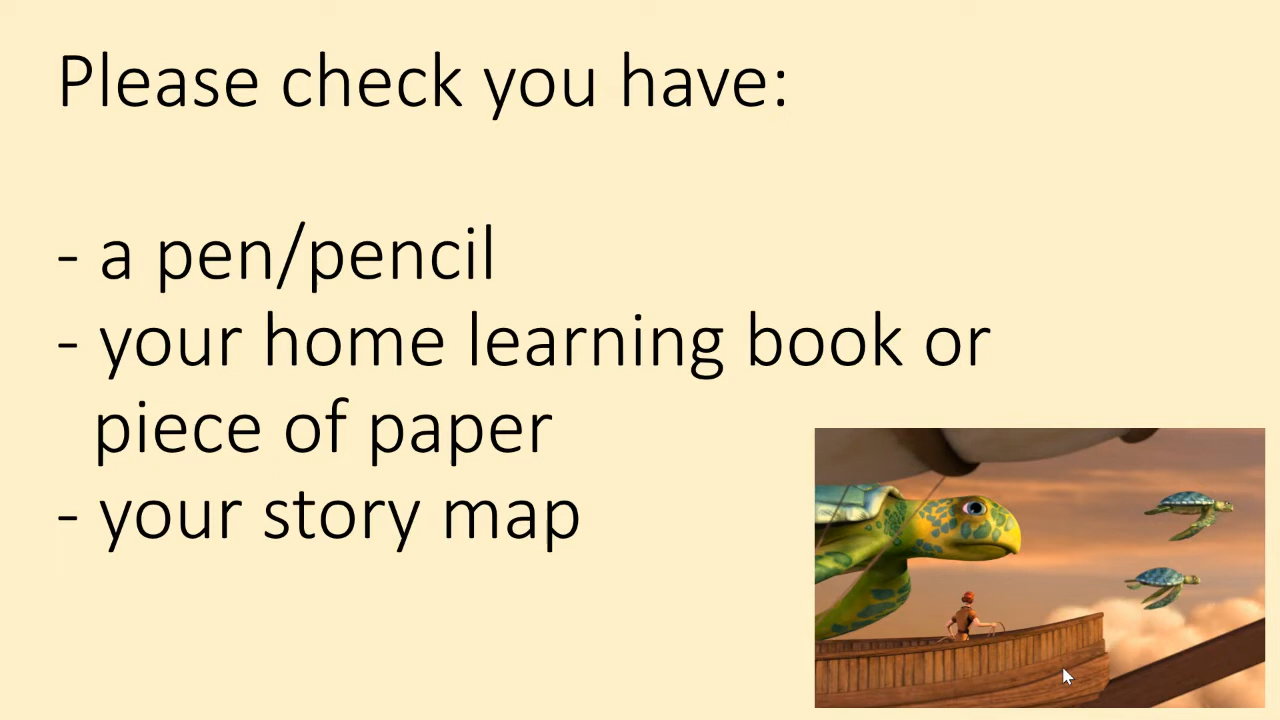 Please check you have:
- a pen/pencil
- your home learning book or
piece of paper
- your story map